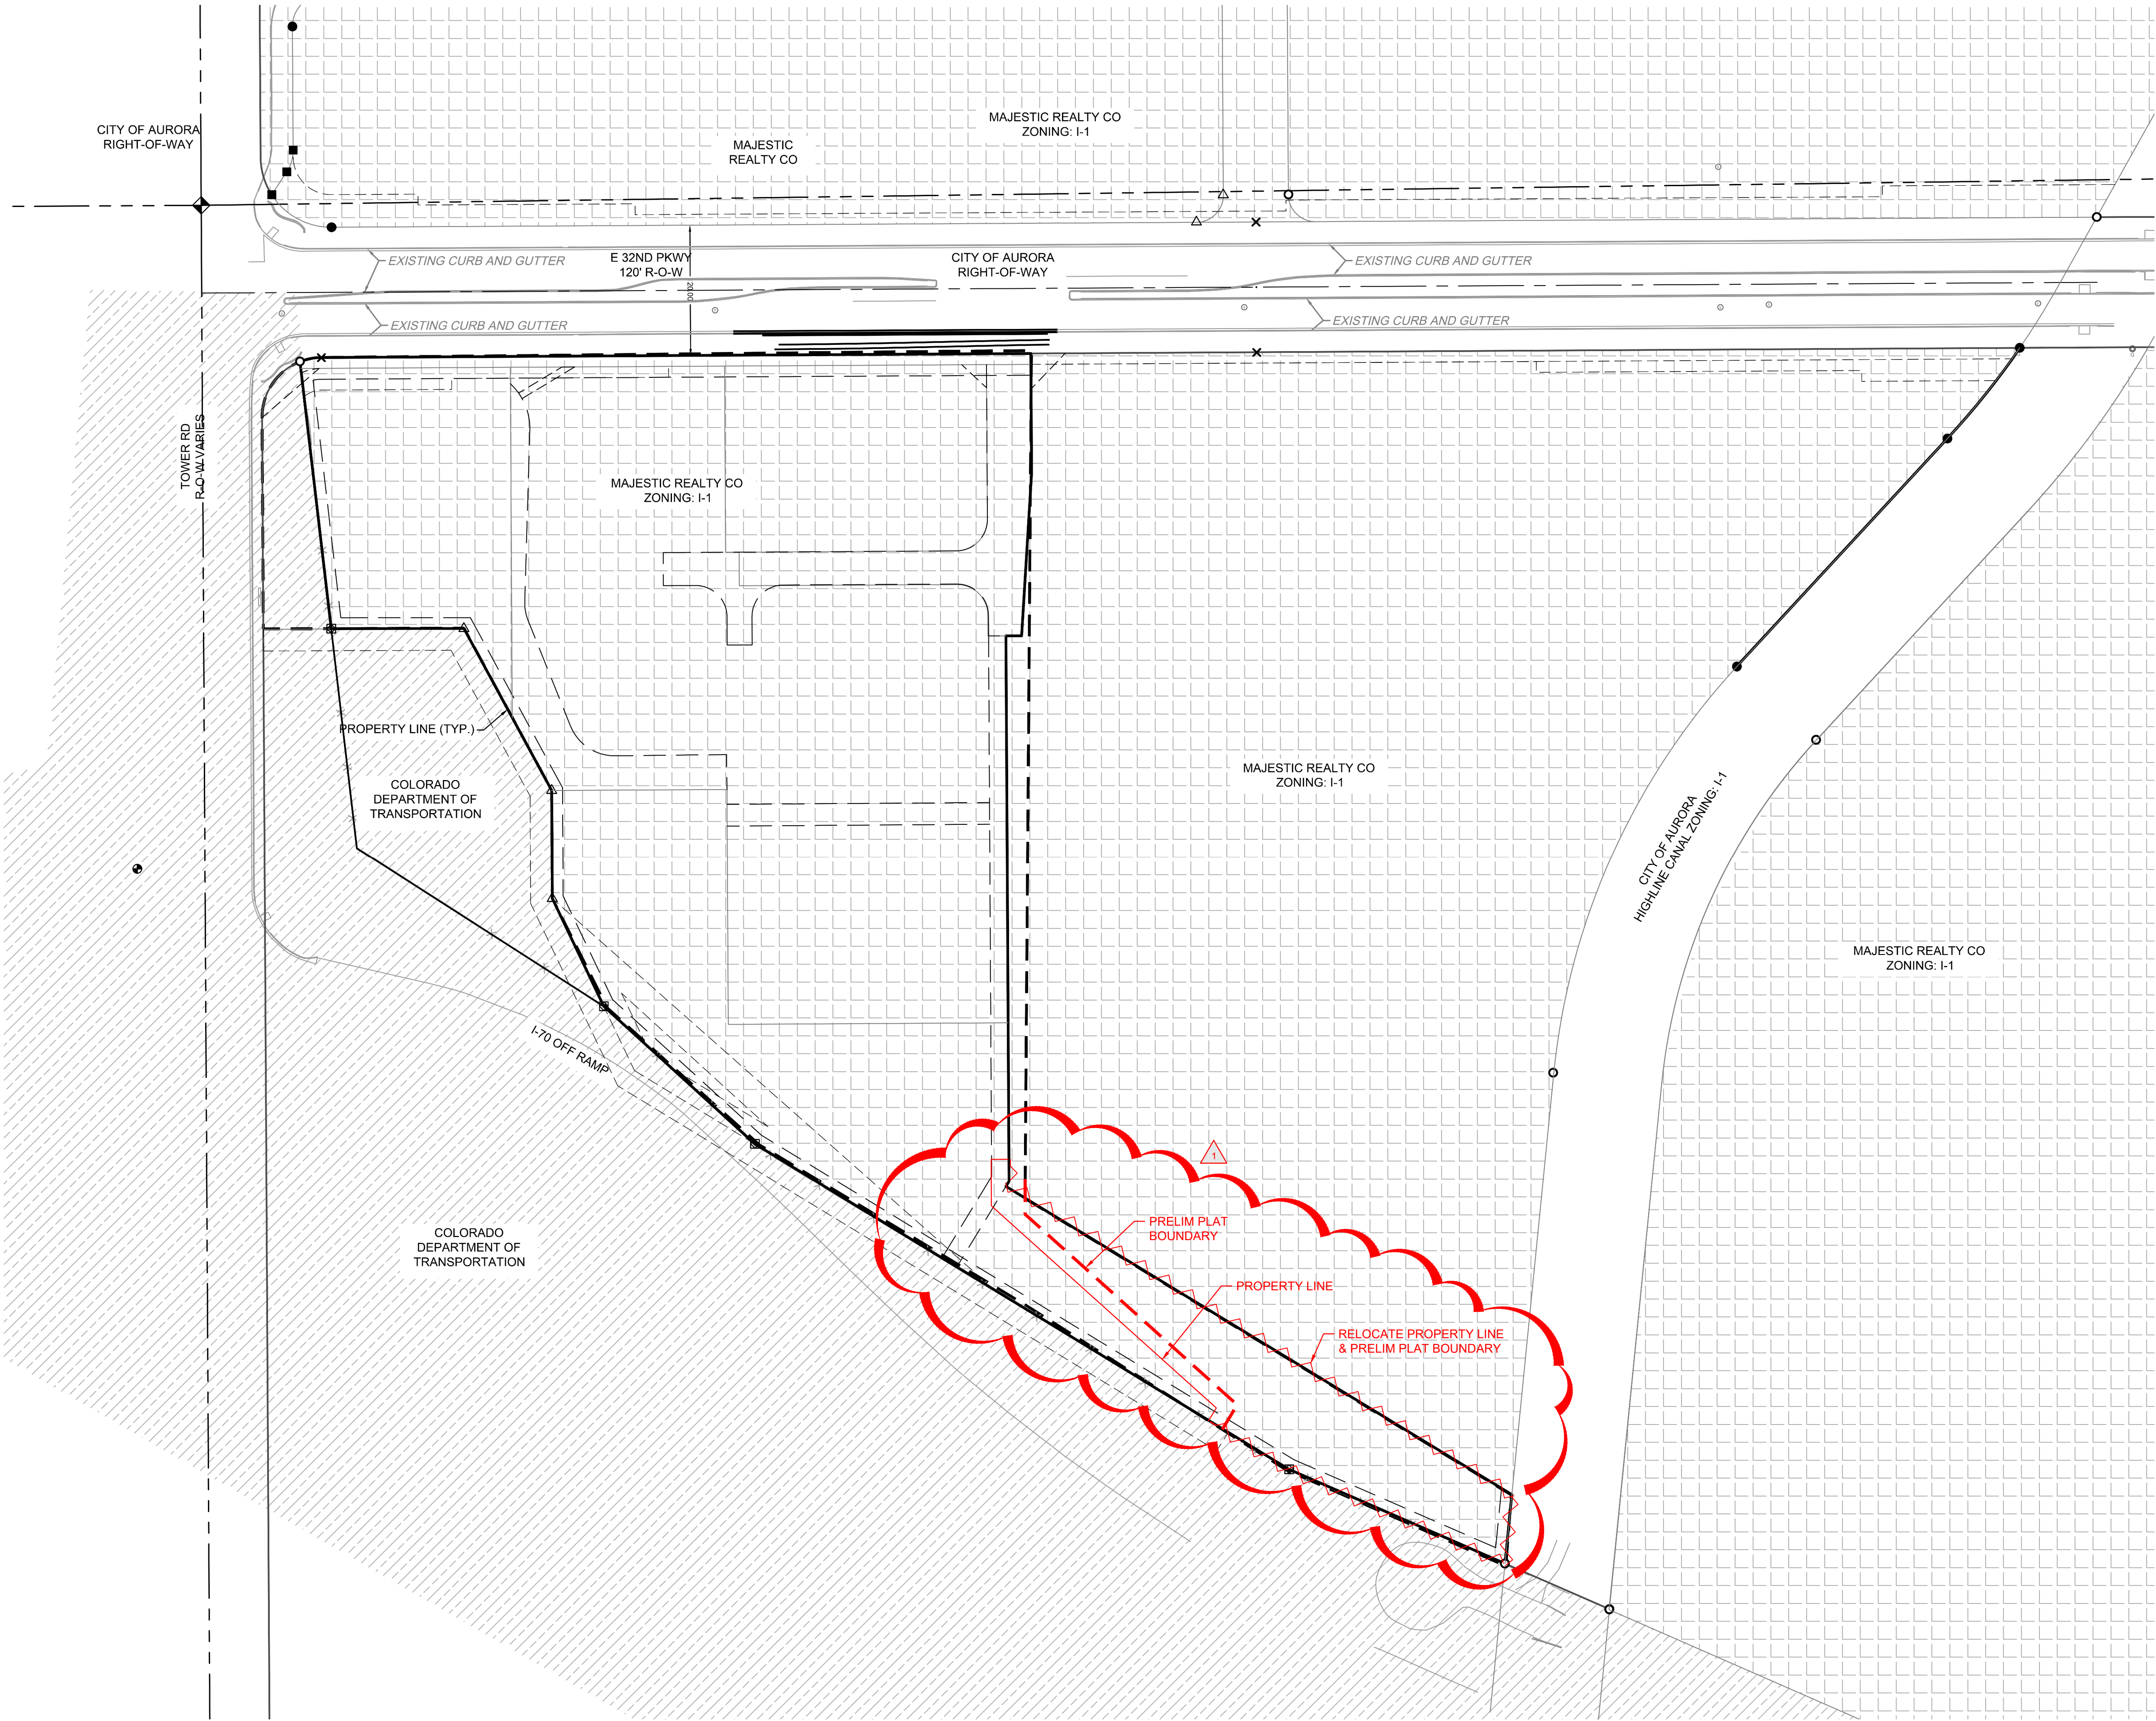 CITY OF AURORA
RIGHT-OF-WAY
MAJESTIC
REALTY CO
MAJESTIC REALTY CO
ZONING: I-1
EXISTING CURB AND GUTTER
E 32ND PKWY
120' R-O-W
CITY OF AURORA
RIGHT-OF-WAY
EXISTING CURB AND GUTTER
EXISTING CURB AND GUTTER
EXISTING CURB AND GUTTER
TOWER RD
R-O-W VARIES
MAJESTIC REALTY CO
ZONING: I-1
PROPERTY LINE (TYP.)
COLORADO
DEPARTMENT OF
TRANSPORTATION
MAJESTIC REALTY CO
ZONING: I-1
CITY OF AURORA
HIGHLINE CANAL ZONING: I-1
MAJESTIC REALTY CO
ZONING: I-1
I-70 OFF RAMP
1
COLORADO
DEPARTMENT OF
TRANSPORTATION
PRELIM PLAT
BOUNDARY
PROPERTY LINE
RELOCATE PROPERTY LINE
& PRELIM PLAT BOUNDARY